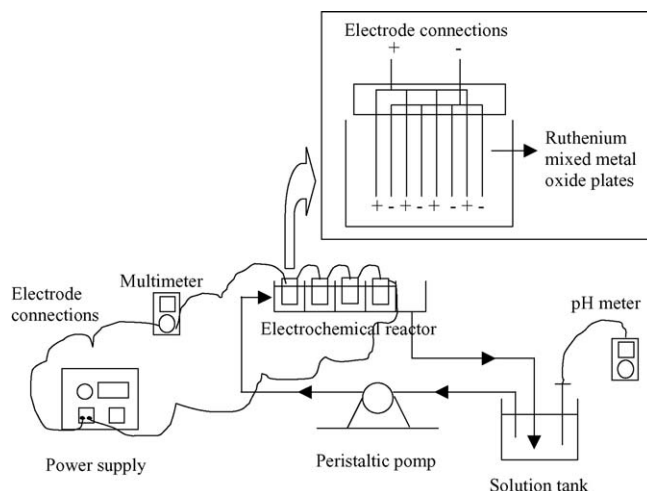 Electrode connections
+ -
Ruthenium
mixed metal
oxide plates
+ - + - + - + -
Multimeter
Electrode
connections
Electrochemical reactor
pH meter
Power supply
Peristaltic pomp
Solution tank